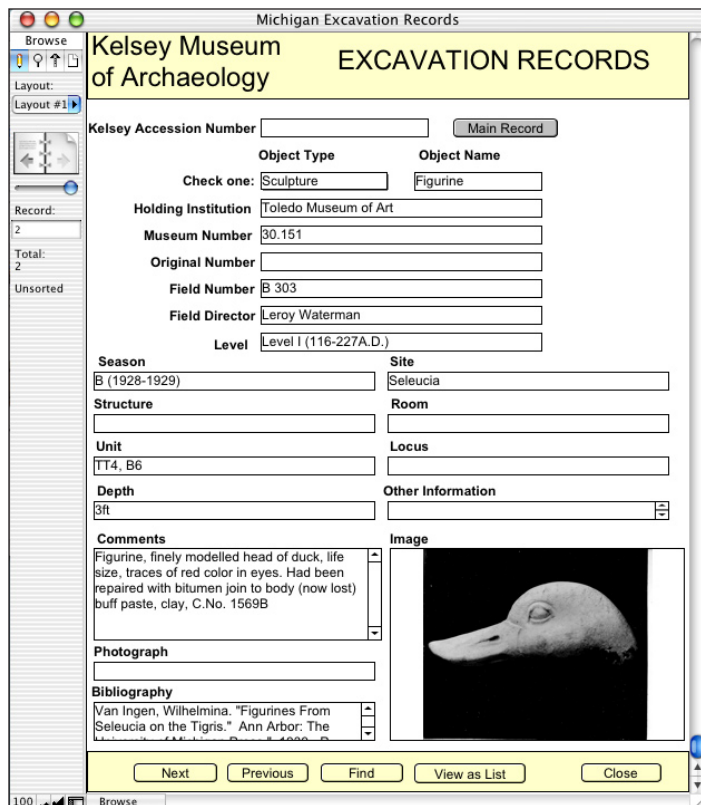 Michigan Excavation Records
Browse
Layout:
Layout #1
Record:
2
Total:
2
Unsorted
Kelsey Museum
of Archaeology
EXCAVATION RECORDS
Kelsey Accession Number
Main Record
Object Type Object Name
Check one: Sculpture Figurine
Holding Institution Toledo Museum of Art
Museum Number 30.151
Original Number
Field Number B 303
Field Director Leroy Waterman
Level Level I (116-227A.D.)
Season Site
B (1928-1929) Seleucia
Structure Room
Unit Locus
TT4, B6
Depth Other Information
3ft
Comments Image
Figurine, finely modelled head of duck, life
size, traces of red color in eyes. Had been
repaired with bitumen join to body (now lost)
buff paste, clay, C.No. 1569B
Photograph
Bibliography
Van Ingen, Wilhelmina. "Figurines From
Seleucia on the Tigris." Ann Arbor: The
Next Previous Find View as List Close
100 Browse